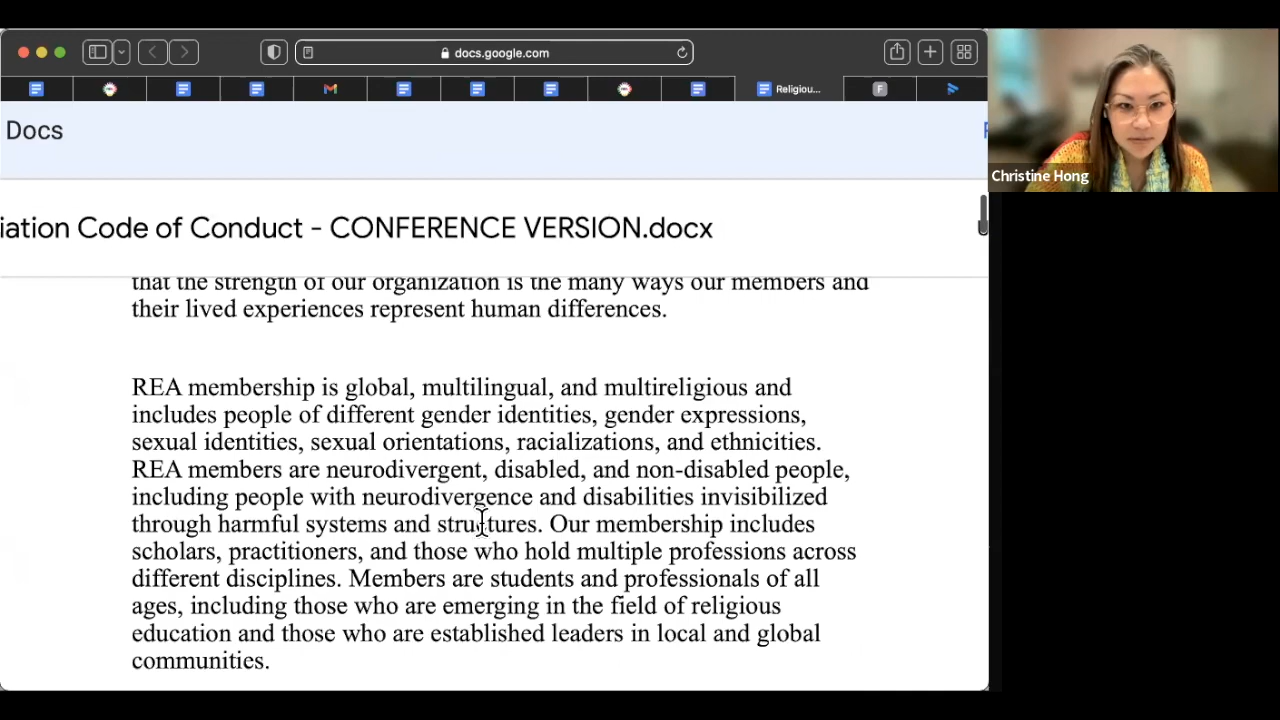 docs.google.com
Religiou...
F
Docs
iation Code of Conduct - CONFERENCE VERSION.docx
Christine Hong
that the strength of our organization is the many ways our members and
their lived experiences represent human differences.
REA membership is global, multilingual, and multireligious and
includes people of different gender identities, gender expressions,
sexual identities, sexual orientations, racializations, and ethnicities.
REA members are neurodivergent, disabled, and non-disabled people,
including people with neurodivergence and disabilities invisibilized
through harmful systems and structures. Our membership includes
scholars, practitioners, and those who hold multiple professions across
different disciplines. Members are students and professionals of all
ages, including those who are emerging in the field of religious
education and those who are established leaders in local and global
communities.